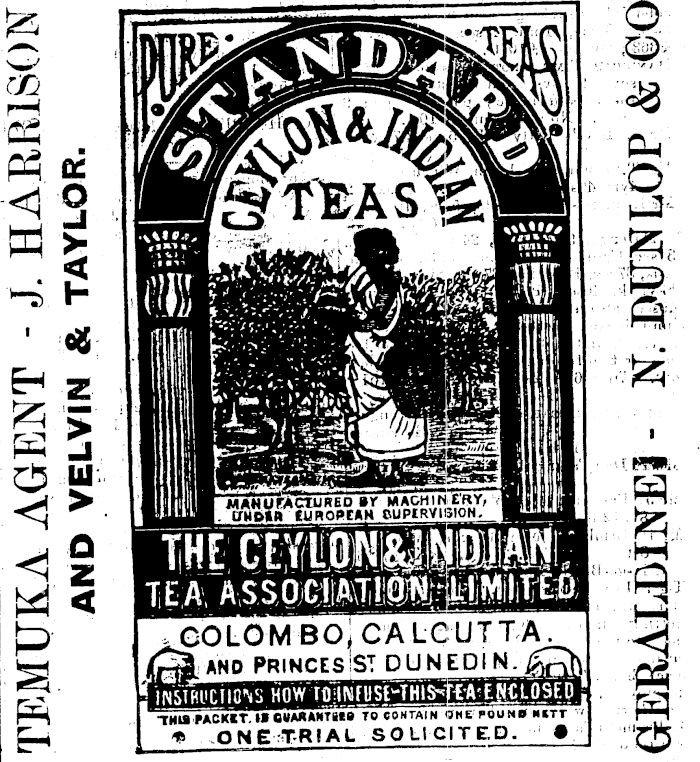 TEMUKA AGENT - J. HARRISON
AND VELVIN & TAYLOR.
PURE TEAS
STANDARD
CEYLON & INDIAN
TEAS
MANUFACTURED BY MACHINERY,
UNDER EUROPEAN SUPERVISION.
THE CEYLON & INDIAN
TEA ASSOCIATION LIMITED
COLOMBO, CALCUTTA.
AND PRINCES ST DUNEDIN.
INSTRUCTIONS HOW TO INFUSE THIS TEA ENCLOSED
THIS PACKET IS GUARANTEED TO CONTAIN ONE POUND NETT
ONE TRIAL SOLICITED.
GERALDINE - N. DUNLOP & CO